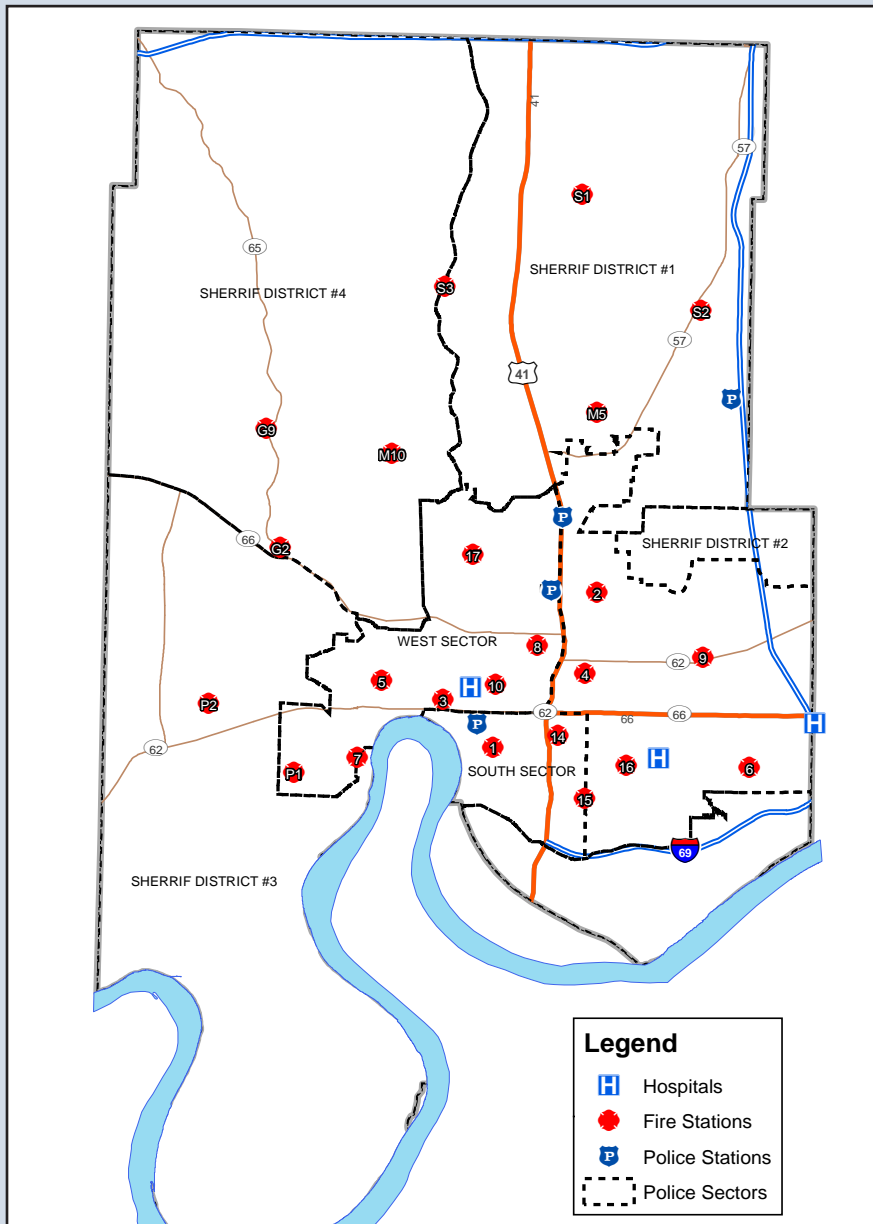 41
57
S1
65
SHERRIF DISTRICT #1
S3
SHERRIF DISTRICT #4
S2
57
41
P
M5
G9
M10
P
66
G2
SHERRIF DISTRICT #2
17
P
2
WEST SECTOR
8
9
62
4
5
H
10
3
P2
62
66
66
H
P
14
62
1
7
H
16
6
P1
SOUTH SECTOR
15
69
SHERRIF DISTRICT #3
Legend
H Hospitals
Fire Stations
P Police Stations
Police Sectors